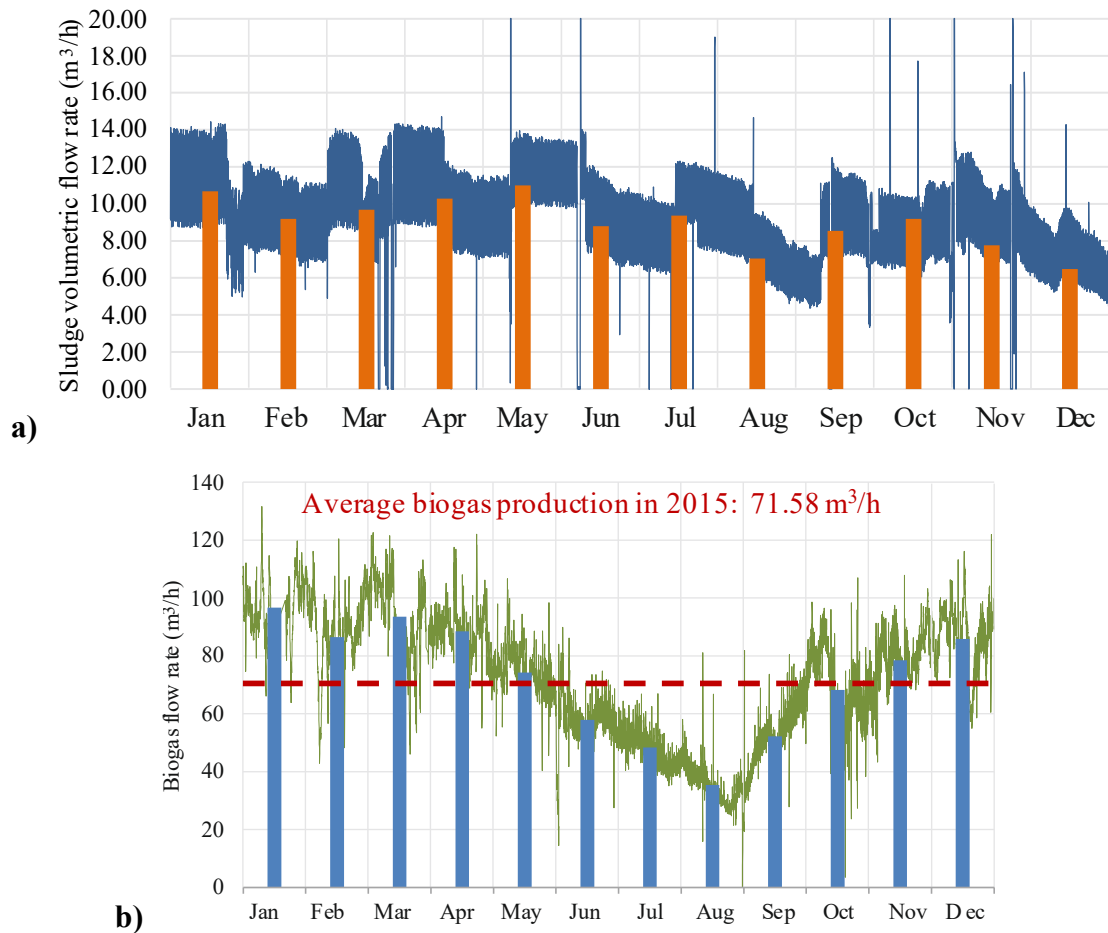 20.00
18.00
16.00
14.00
12.00
10.00
8.00
6.00
4.00
2.00
0.00
Sludge volumetric flow rate (m³/h)
Jan Feb Mar Apr May Jun Jul Aug Sep Oct Nov Dec
a)
140
120
100
80
60
40
20
0
Biogas flow rate (m³/h)
Average biogas production in 2015: 71.58 m³/h
Jan Feb Mar Apr May Jun Jul Aug Sep Oct Nov Dec
b)